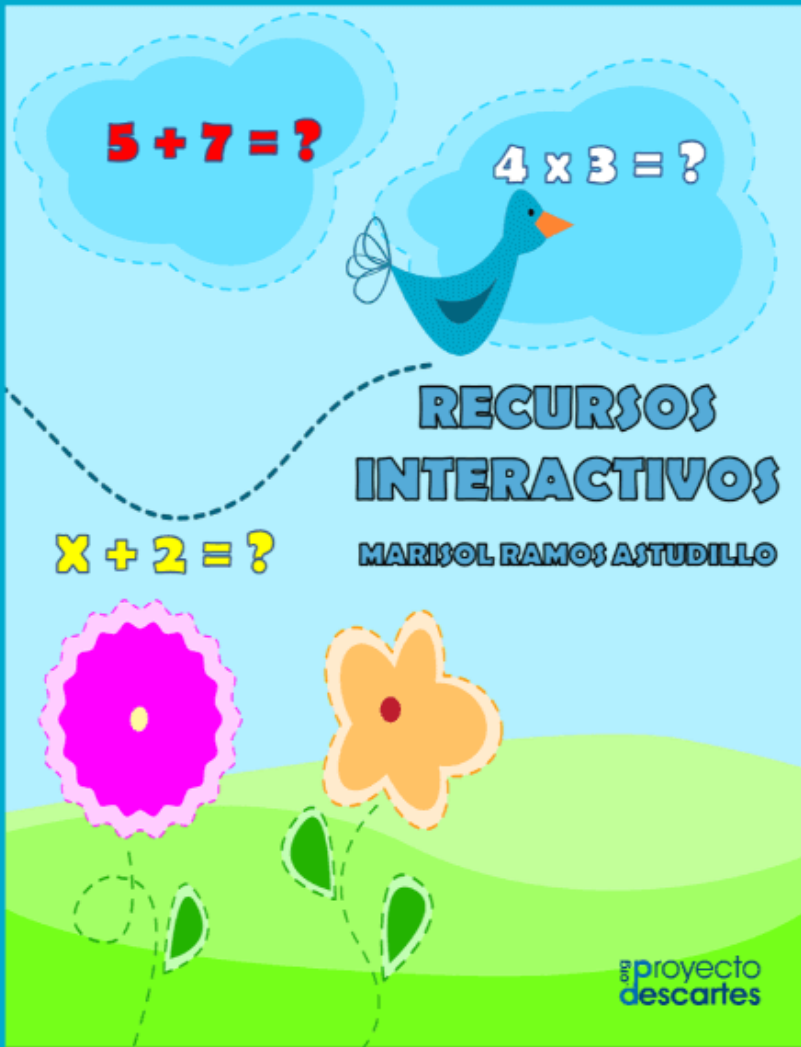 5 + 7 = ?
4 x 3 = ?
RECURSOS
INTERACTIVOS
X + 2 = ?
MARISOL RAMOS ASTUDILLO
proyecto
descartes
.org